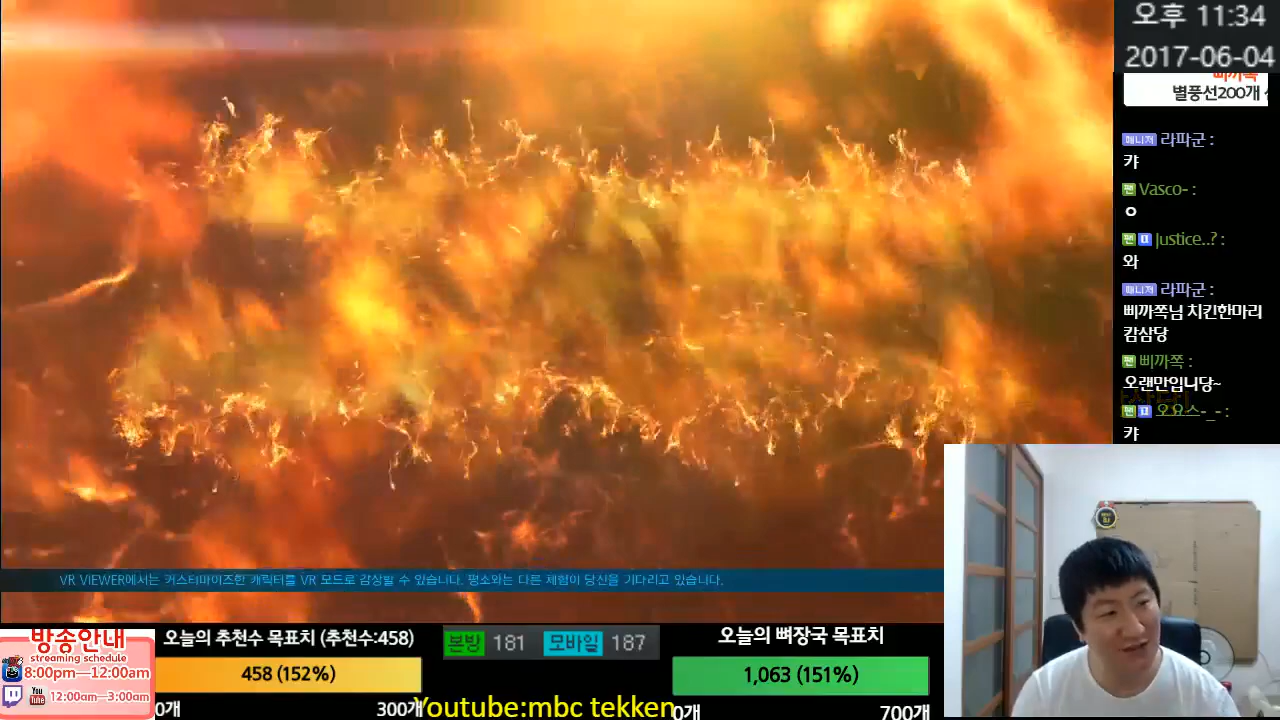 오후 11:34
2017-06-04
삐까쪽
별풍선200개
매니저 라파군 :
캬
팬 Vasco- :
ㅇ
팬 Justice..? :
와
매니저 라파군 :
삐까쪽님 치킨한마리
캄삼당
팬 삐까쪽 :
오랜만입니당~
팬 오요스-_- :
캬
VR VIEWER에서는 커스터마이즈한 캐릭터를 VR 모드로 감상할 수 있습니다. 평소와는 다른 체험이 당신을 기다리고 있습니다.
방송안내
streaming schedule
8:00pm—12:00am
You Tube 12:00am—3:00am
오늘의 추천수 목표치 (추천수:458)
458 (152%)
0개 300개
본방 181 모바일 187
Youtube:mbc tekken
오늘의 뼈장국 목표치
1,063 (151%)
0개 700개